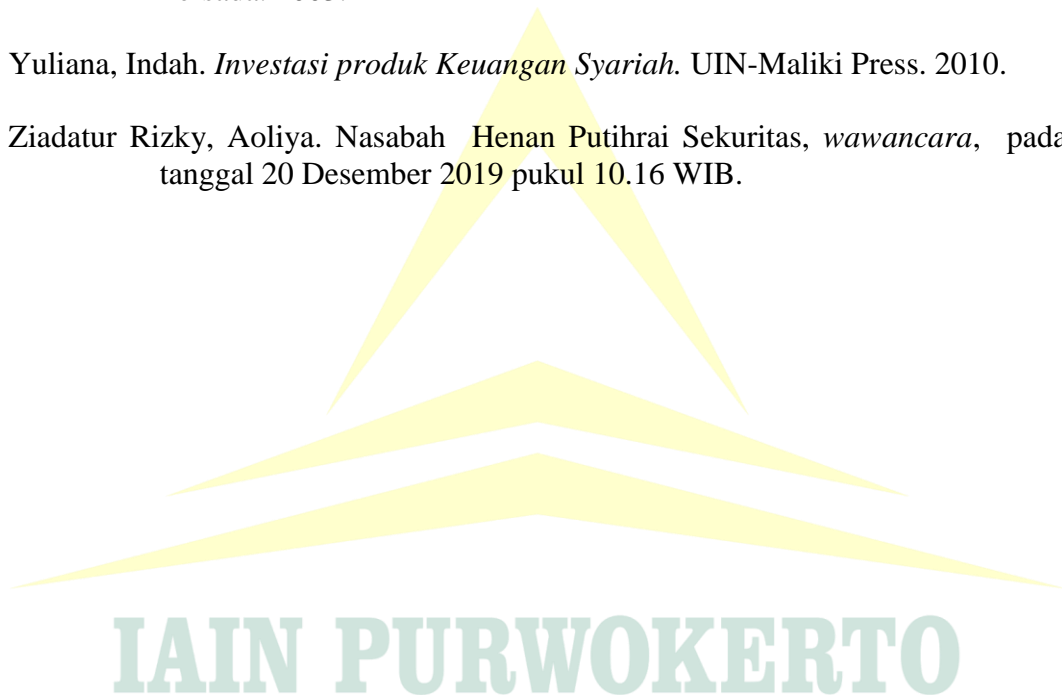 Yuliana, Indah. Investasi produk Keuangan Syariah. UIN-Maliki Press. 2010.
Ziadatur Rizky, Aoliya. Nasabah Henan Putihrai Sekuritas, wawancara, pada
tanggal 20 Desember 2019 pukul 10.16 WIB.
IAIN PURWOKERTO